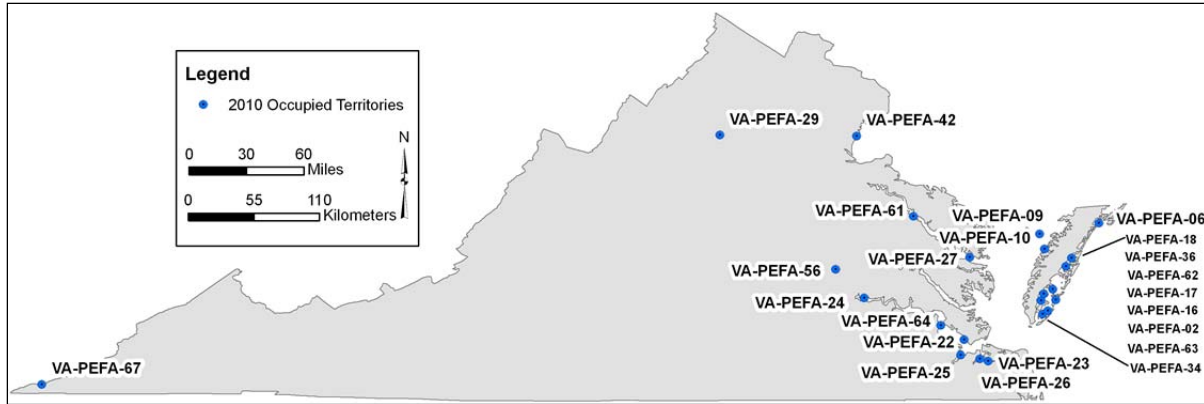 Legend
2010 Occupied Territories
N
0 30 60
Miles
0 55 110
Kilometers
VA-PEFA-29
VA-PEFA-42
VA-PEFA-61
VA-PEFA-09
VA-PEFA-06
VA-PEFA-10
VA-PEFA-18
VA-PEFA-27
VA-PEFA-36
VA-PEFA-56
VA-PEFA-62
VA-PEFA-24
VA-PEFA-17
VA-PEFA-16
VA-PEFA-64
VA-PEFA-02
VA-PEFA-22
VA-PEFA-63
VA-PEFA-67
VA-PEFA-25
VA-PEFA-23
VA-PEFA-34
VA-PEFA-26